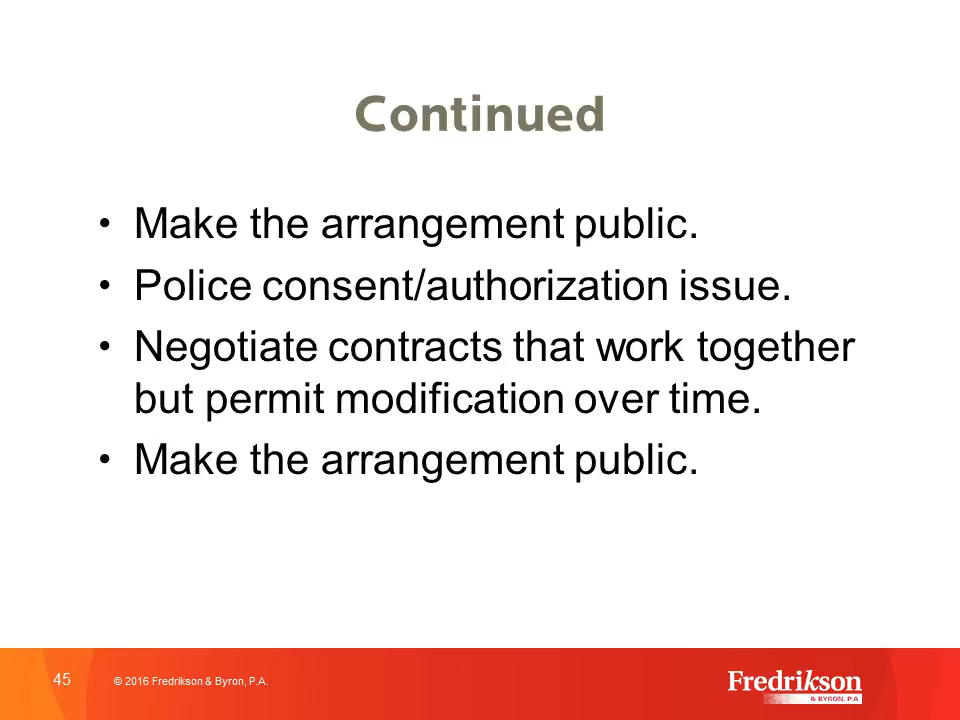 Continued
• Make the arrangement public.
• Police consent/authorization issue.
• Negotiate contracts that work together
but permit modification over time.
• Make the arrangement public.
45
© 2016 Fredrikson & Byron, P.A.
Fredrikson
& BYRON, P.A.